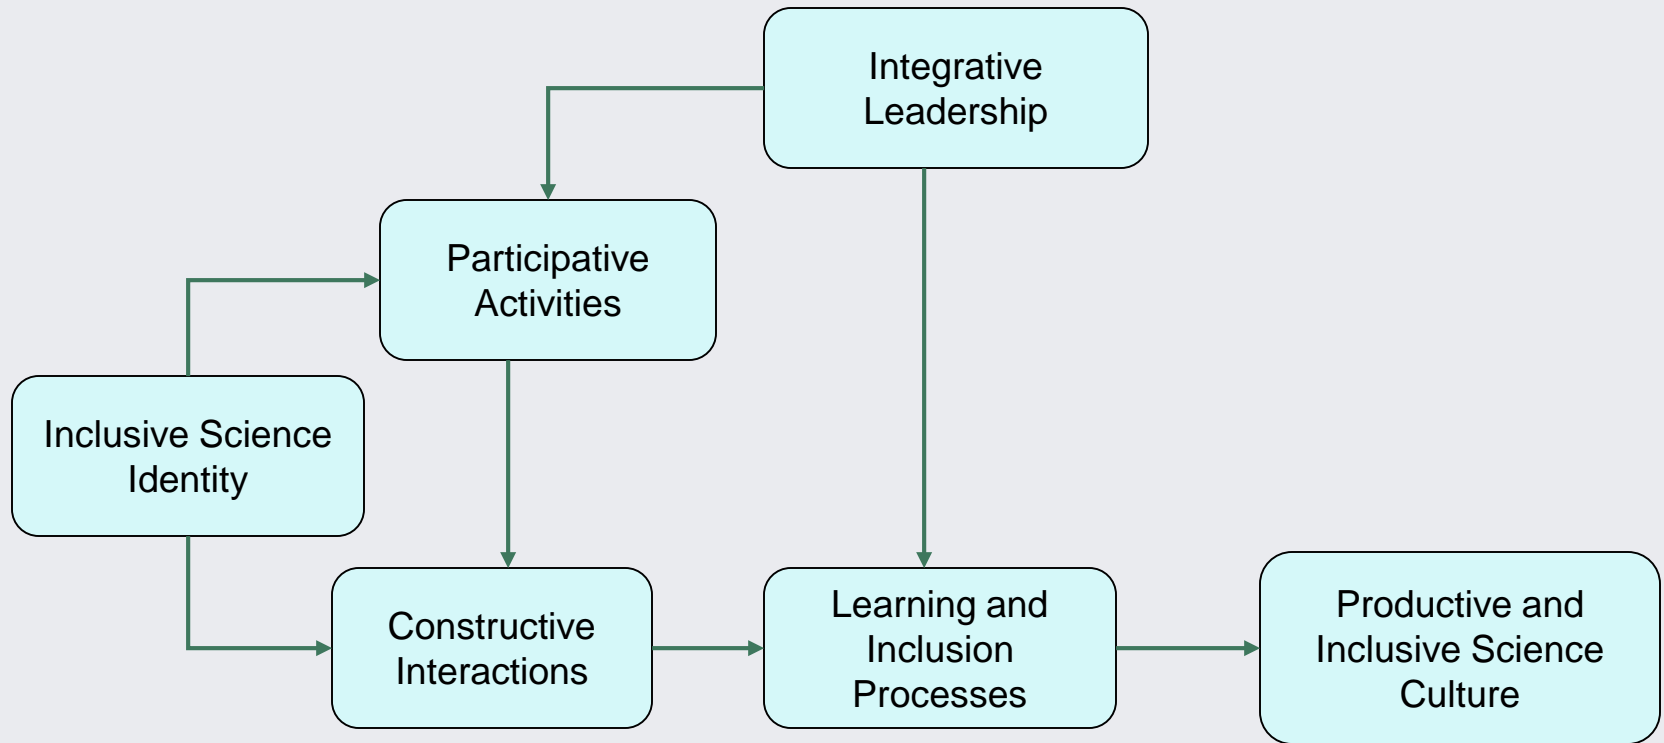 Integrative
Leadership
Participative
Activities
Inclusive Science
Identity
Constructive
Interactions
Learning and
Inclusion
Processes
Productive and
Inclusive Science
Culture